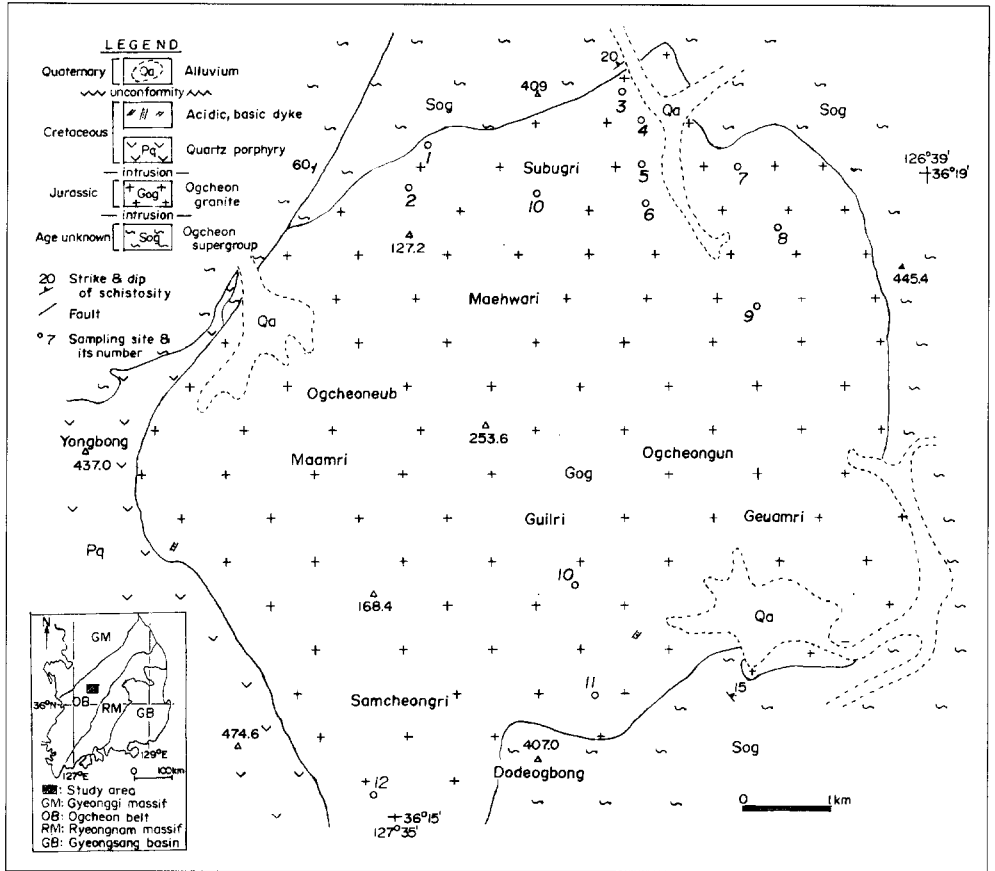 LEGEND
Quaternary Qa Alluvium
unconformity
Acidic, basic dyke
Cretaceous
Pq Quartz porphyry
intrusion
Jurassic Gog Ogcheon
granite
intrusion
Age unknown Sog Ogcheon
supergroup
20 Strike & dip
of schistosity
Fault
7 Sampling site &
its number
20
409
3
Sog
Qa
Sog
4
1
60
Subugri
5
7
126°39'
36°19'
2
10
6
127.2
8
445.4
Maehwari
9
Qa
Ogcheoneub
253.6
Yongbong
437.0
Maamri
Ogcheongun
Gog
Guilri
Geuamri
Pq
10
168.4
Qa
11
15
Samcheongri
474.6
407.0
Sog
Dodeogbong
12
36°15'
127°35'
0 1km
N
GM
36°N
OB
RM
GB
129°E
127°E
0 100km
: Study area
GM: Gyeonggi massif
OB: Ogcheon belt
RM: Ryeongnam massif
GB: Gyeongsang basin